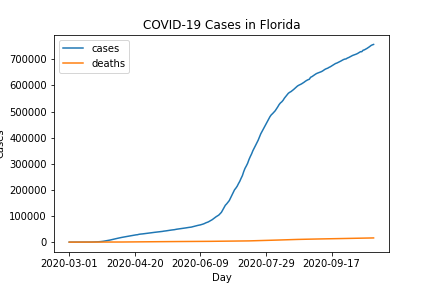 COVID-19 Cases in Florida
cases
deaths
700000
600000
500000
400000
300000
200000
100000
0
cases
2020-03-01 2020-04-20 2020-06-09 2020-07-29 2020-09-17
Day